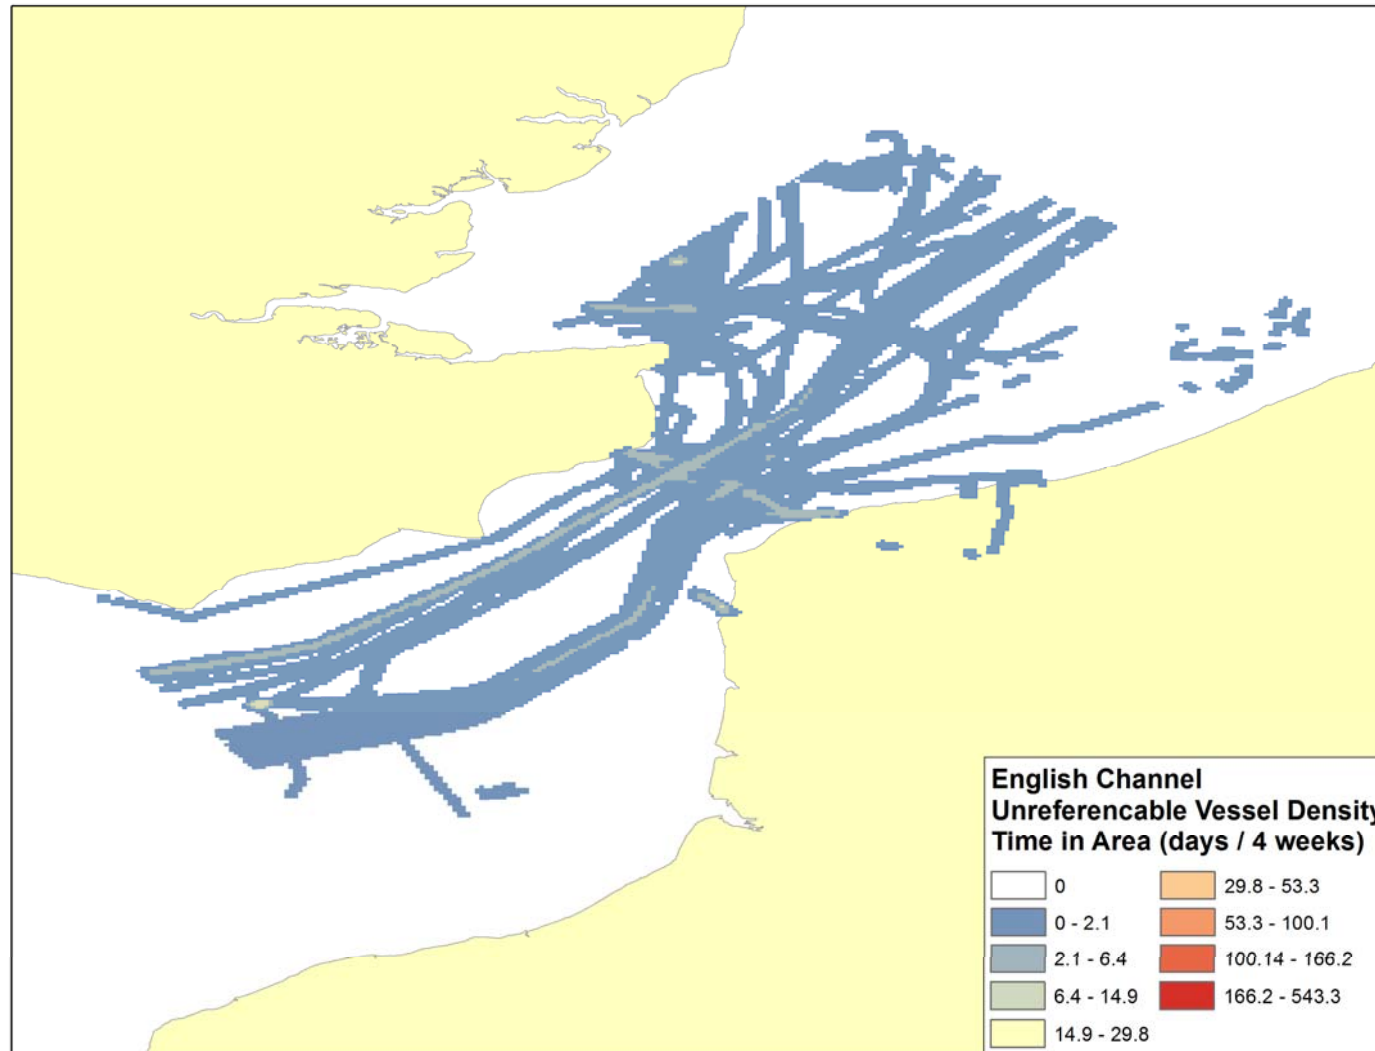 English Channel
Unreferencable Vessel Density
Time in Area (days / 4 weeks)
0
29.8 - 53.3
0 - 2.1
53.3 - 100.1
2.1 - 6.4
100.14 - 166.2
6.4 - 14.9
166.2 - 543.3
14.9 - 29.8